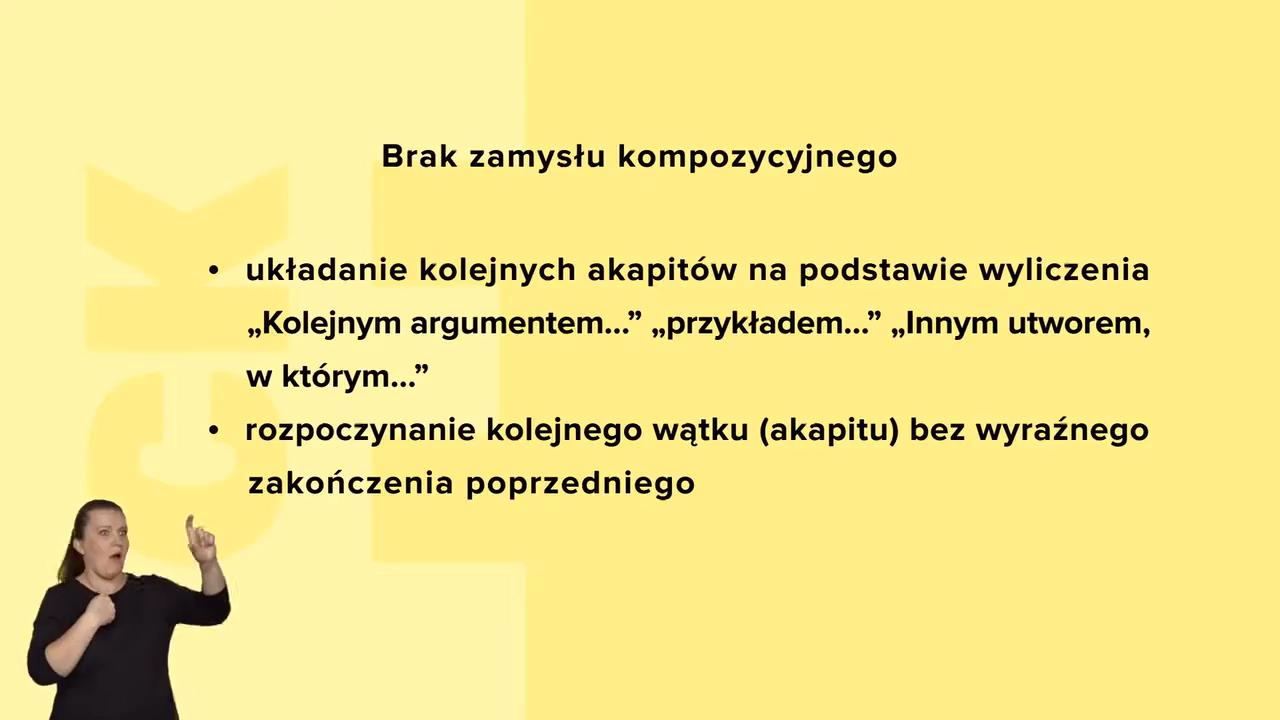 Brak zamysłu kompozycyjnego
• układanie kolejnych akapitów na podstawie wyliczenia
„Kolejnym argumentem...” „przykładem...” „Innym utworem,
w którym...”
• rozpoczynanie kolejnego wątku (akapitu) bez wyraźnego
zakończenia poprzedniego